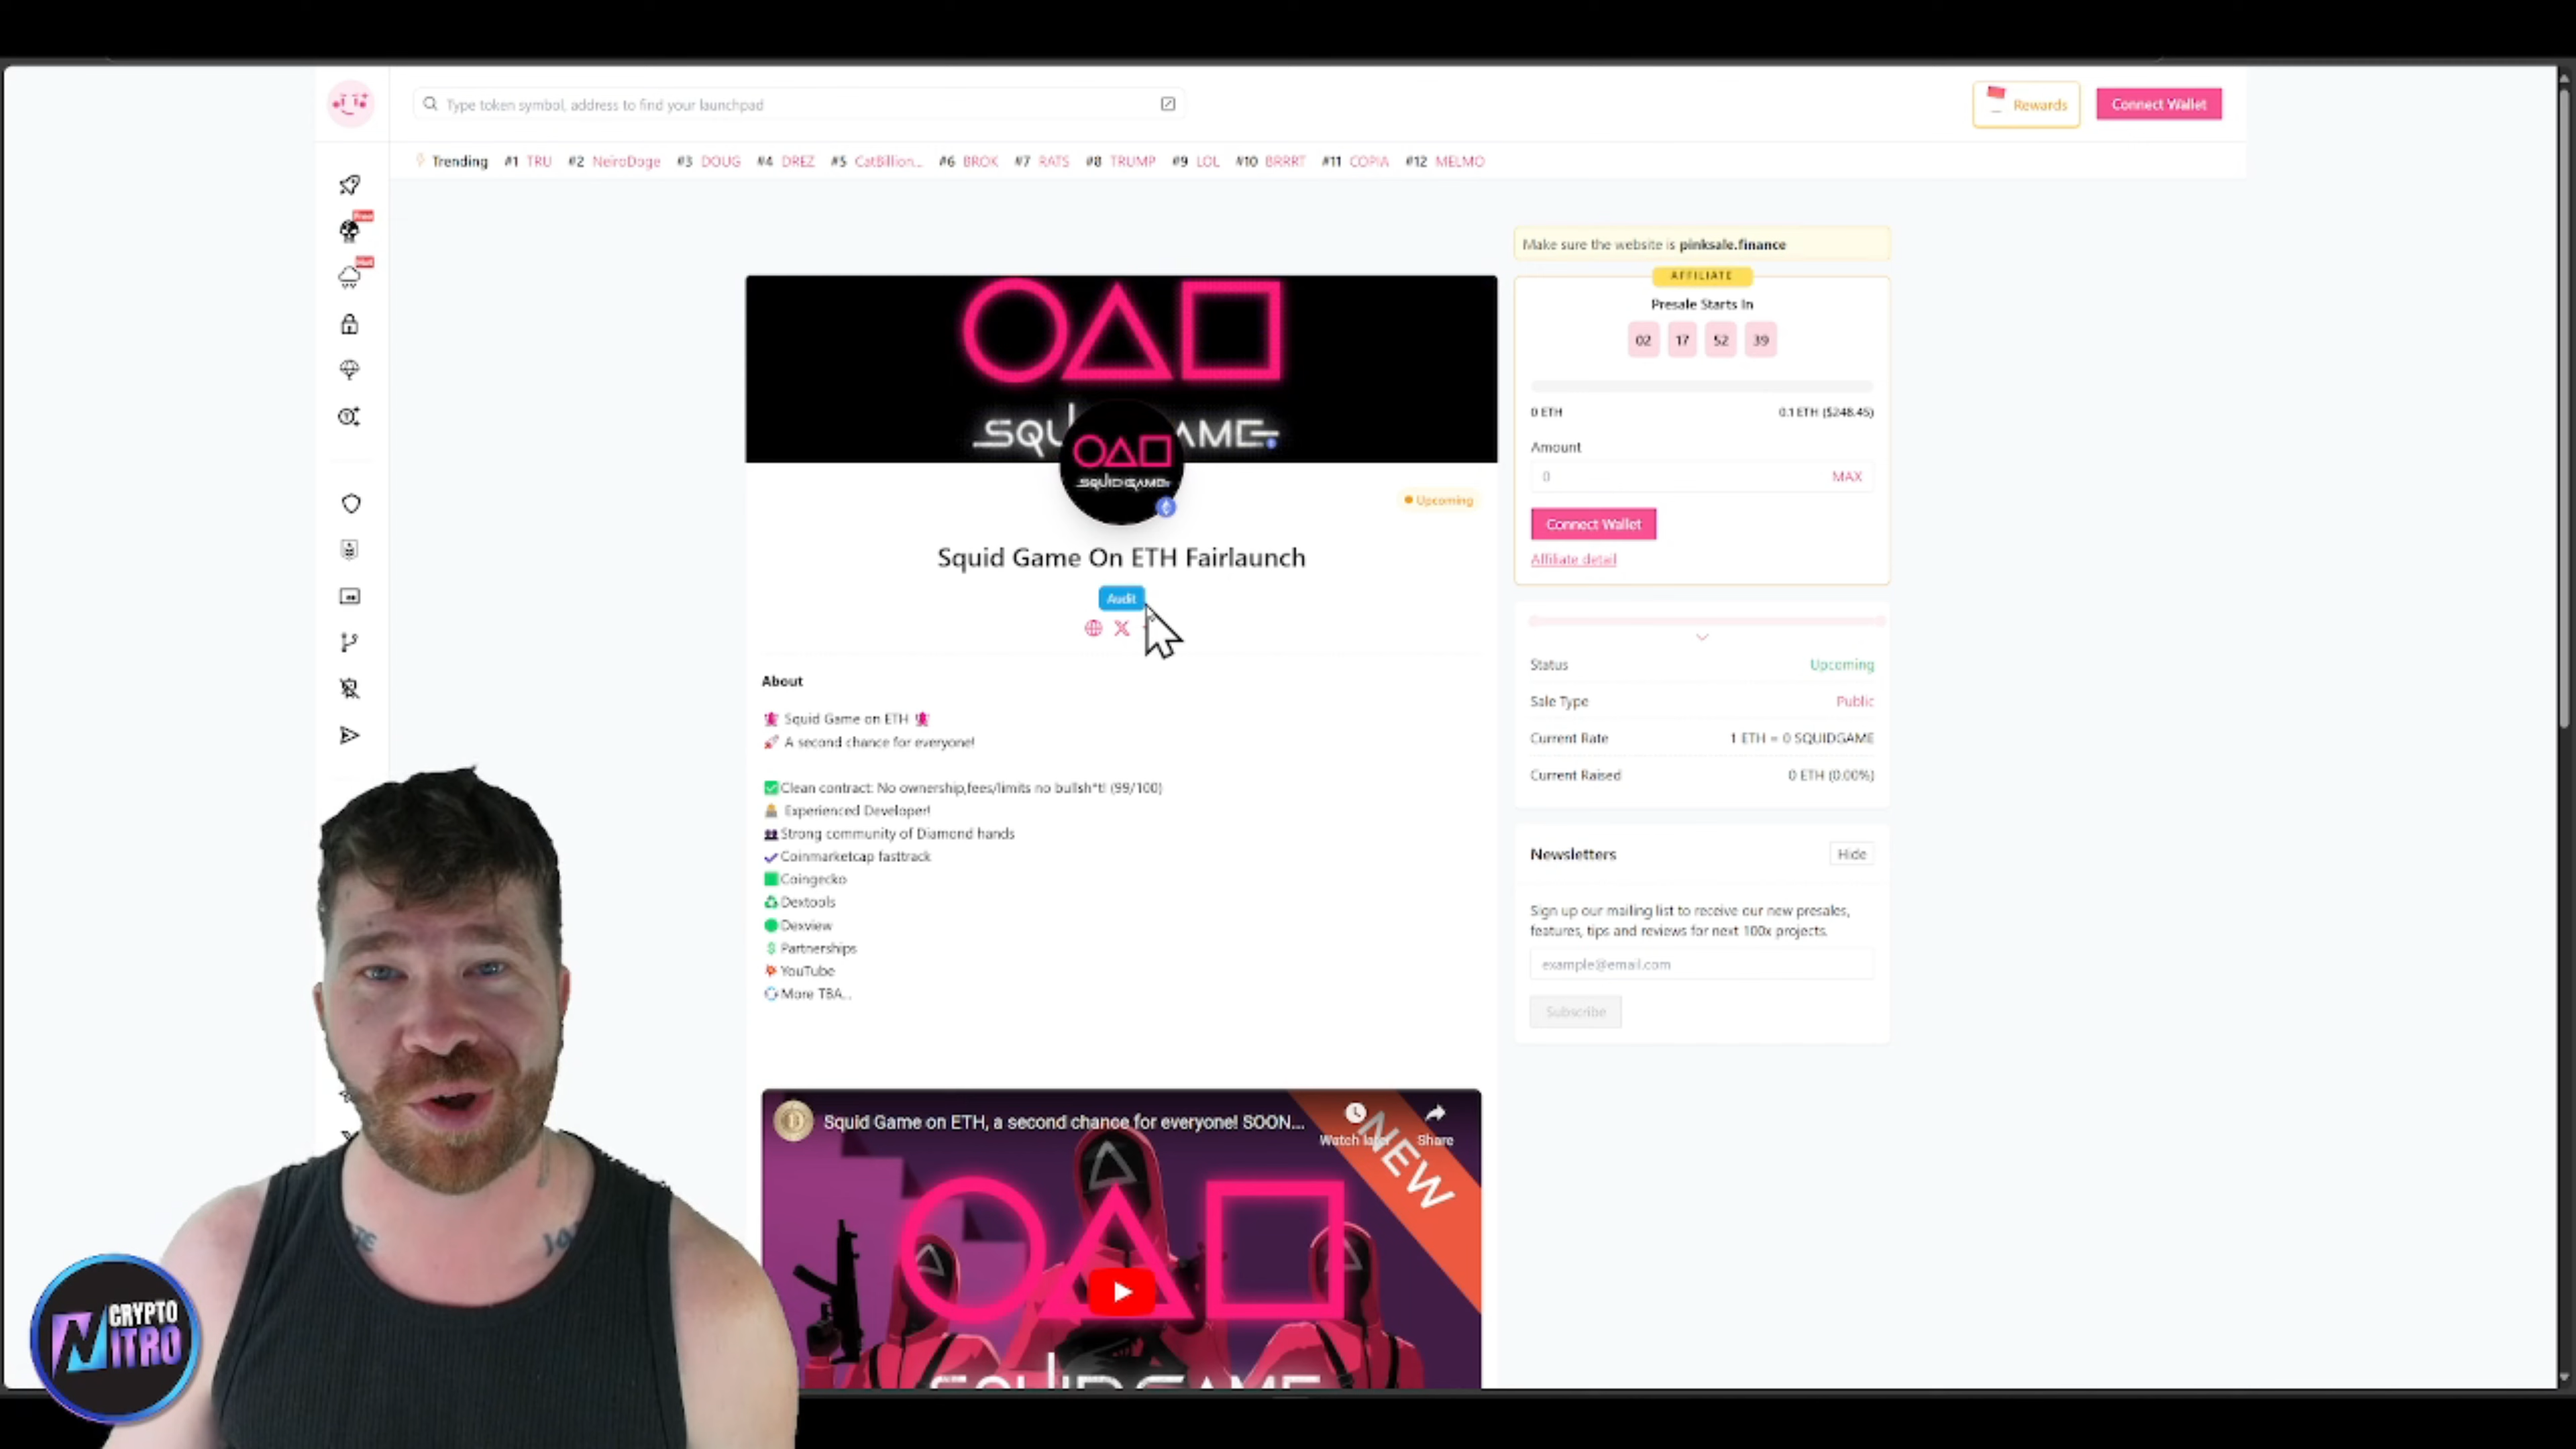 Type token symbol, address to find your launchpad
Rewards
Connect Wallet
Trending #1 TRU #2 NeiroDoge #3 DOUG #4 DREZ #5 CatBillion... #6 BROK #7 RATS #8 TRUMP #9 LOL #10 BRRRT #11 COPIA #12 MELMO
Free
Make sure the website is pinksale.finance
AFFILIATE
Presale Starts In
02 17 52 39
0 ETH 0.1 ETH ($248.45)
Amount
0 MAX
Connect Wallet
Affiliate detail
SQUIDGAME
Upcoming
Squid Game On ETH Fairlaunch
Audit
About
Squid Game on ETH
A second chance for everyone!
Clean contract: No ownership,fees/limits no bullsh*t! (99/100)
Experienced Developer!
Strong community of Diamond hands
Coinmarketcap fasttrack
Coingecko
Dextools
Dexview
Partnerships
YouTube
More TBA...
Status Upcoming
Sale Type Public
Current Rate 1 ETH = 0 SQUIDGAME
Current Raised 0 ETH (0.00%)
Newsletters Hide
Sign up our mailing list to receive our new presales,
features, tips and reviews for next 100x projects.
example@email.com
Subscribe
Squid Game on ETH, a second chance for everyone! SOON...
Watch later Share
NEW
SQUIDGAME
CRYPTO
NITRO